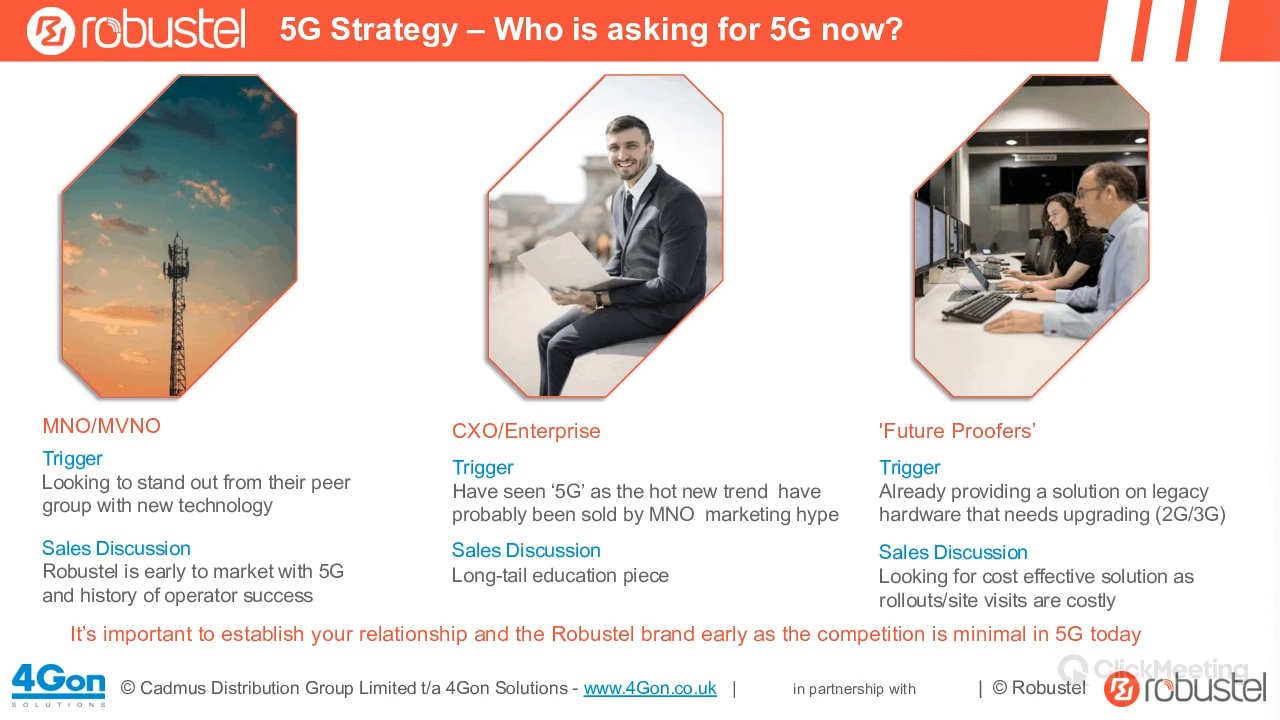 robustel
5G Strategy – Who is asking for 5G now?
MNO/MVNO
Trigger
Looking to stand out from their peer
group with new technology
Sales Discussion
Robustel is early to market with 5G
and history of operator success
CXO/Enterprise
Trigger
Have seen ‘5G’ as the hot new trend have
probably been sold by MNO marketing hype
Sales Discussion
Long-tail education piece
'Future Proofers’
Trigger
Already providing a solution on legacy
hardware that needs upgrading (2G/3G)
Sales Discussion
Looking for cost effective solution as
rollouts/site visits are costly
It’s important to establish your relationship and the Robustel brand early as the competition is minimal in 5G today
ClickMeeting
4Gon
SOLUTIONS
© Cadmus Distribution Group Limited t/a 4Gon Solutions - www.4Gon.co.uk | in partnership with | © Robustel
robustel